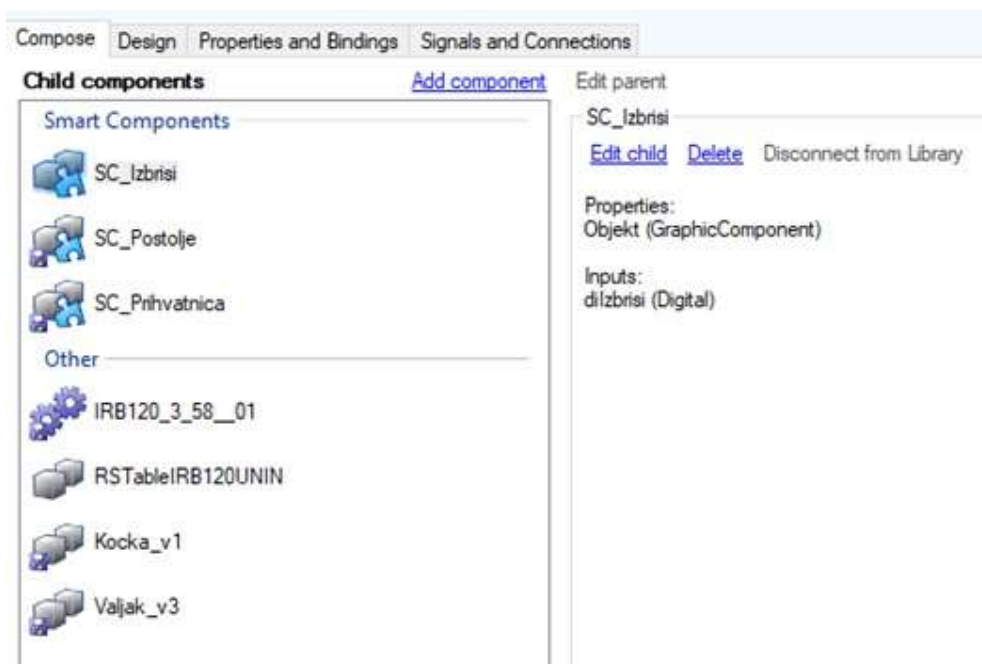 Compose Design Properties and Bindings Signals and Connections
Child components Add component
Smart Components
SC_Izbrisi
SC_Postolje
SC_Prihvatnica
Other
IRB120_3_58__01
RSTableIRB120UNIN
Kocka_v1
Valjak_v3
Edit parent
SC_Izbrisi
Edit child Delete Disconnect from Library
Properties:
Objekt (GraphicComponent)
Inputs:
diIzbrisi (Digital)